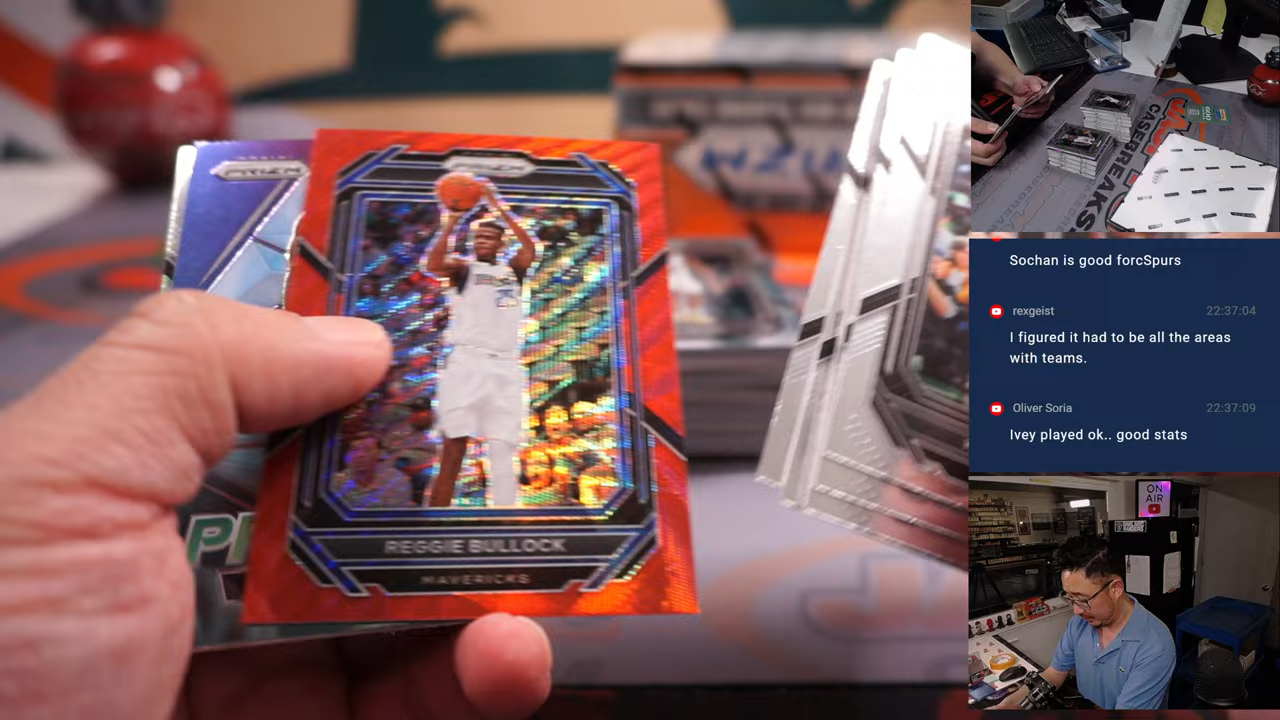 PRIZM
PRIZM
REGGIE BULLOCK
MAVERICKS
CASEBREAKS
Sochan is good forcSpurs
rexgeist 22:37:04
I figured it had to be all the areas
with teams.
Oliver Soria 22:37:09
Ivey played ok.. good stats
ON
AIR